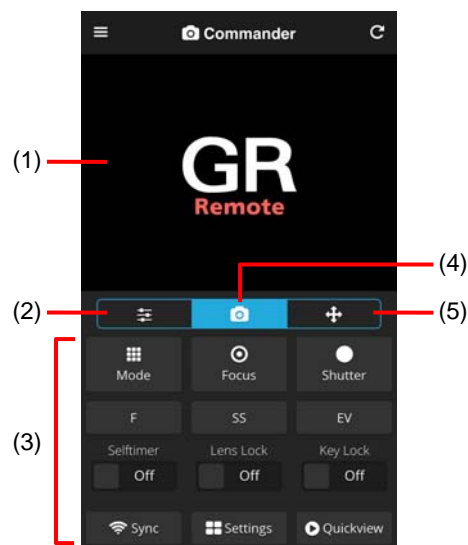 Commander
(1)
GR
Remote
(4)
(2)
(5)
Mode Focus Shutter
F SS EV
(3)
Selftimer Lens Lock Key Lock
Off Off Off
Sync Settings Quickview